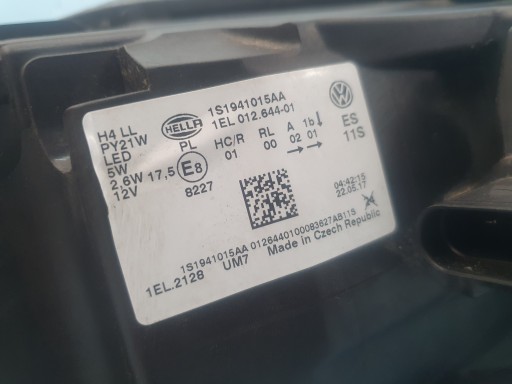 H4 LL
PY21W
LED
5W
2,6W
12V
HELLA
1S1941015AA
1EL 012.644-01
PL HC/R RL A 1b
17,5 E8 01 00 02 01
8227
ES
11S
04:42:15
22.05.17
1S1941015AA 0126440100083627AB11S
1EL.2128 UM7 Made in Czech Republic